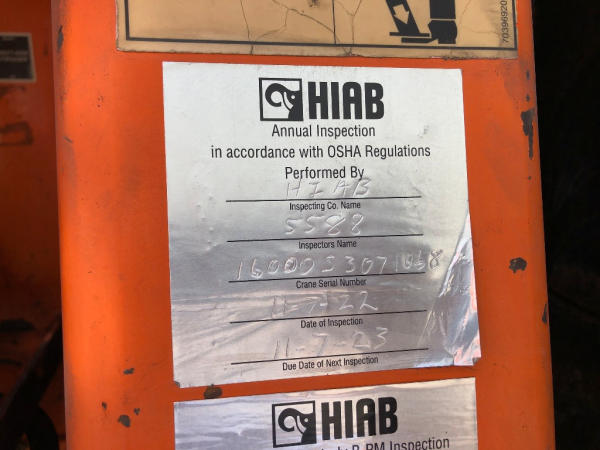 70396920
HIAB
Annual Inspection
in accordance with OSHA Regulations
Performed By
HIAB
Inspecting Co. Name
5588
Inspectors Name
Crane Serial Number
11-7-22
Date of Inspection
11-7-23
Due Date of Next Inspection
HIAB
PM Inspection